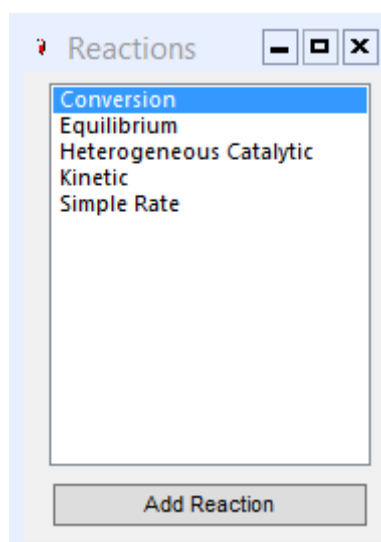 Reactions
Conversion
Equilibrium
Heterogeneous Catalytic
Kinetic
Simple Rate
Add Reaction